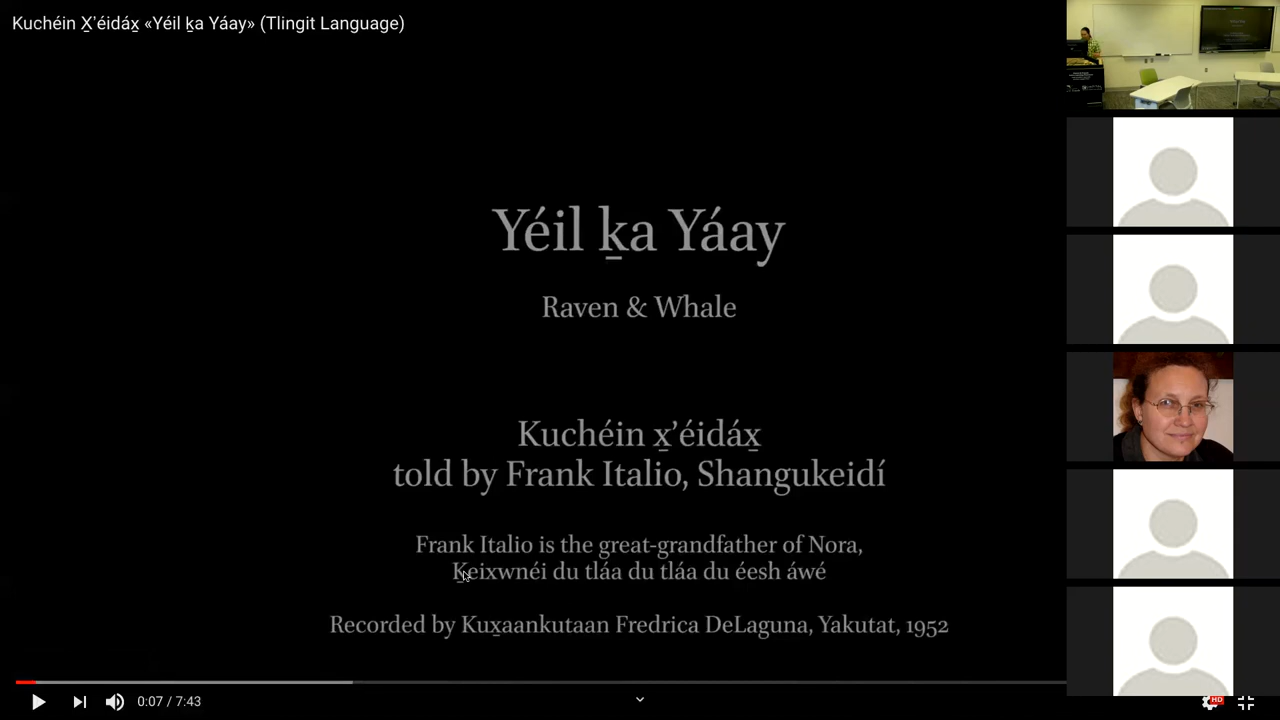 Kuchéin X̱’éidáx̱ «Yéil ḵa Yáay» (Tlingit Language)
Yéil ḵa Yáay
Raven & Whale
Kuchéin x̱’éidáx̱
told by Frank Italio, Shangukeidí
Frank Italio is the great-grandfather of Nora,
Ḵeixwnéi du tláa du tláa du éesh áwé
Recorded by Kux̱aankutaan Fredrica DeLaguna, Yakutat, 1952
0:07 / 7:43
HD